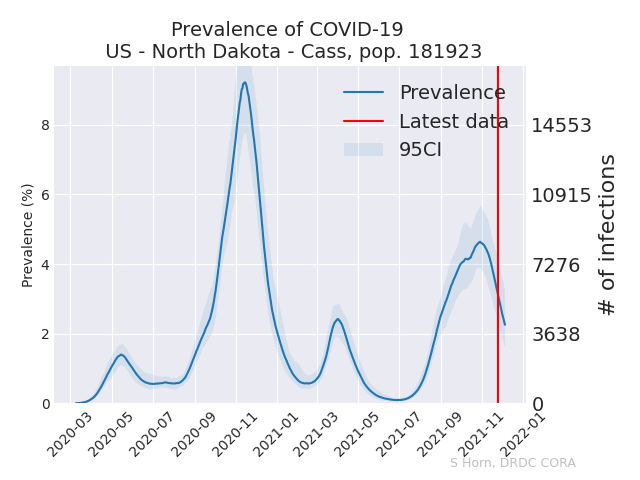 Prevalence of COVID-19
US - North Dakota - Cass, pop. 181923
Prevalence
Latest data
95CI
Prevalence (%)
8
6
4
2
0
14553
10915
7276
3638
0
# of infections
2020-03
2020-05
2020-07
2020-09
2020-11
2021-01
2021-03
2021-05
2021-07
2021-09
2021-11
2022-01
S Horn, DRDC CORA